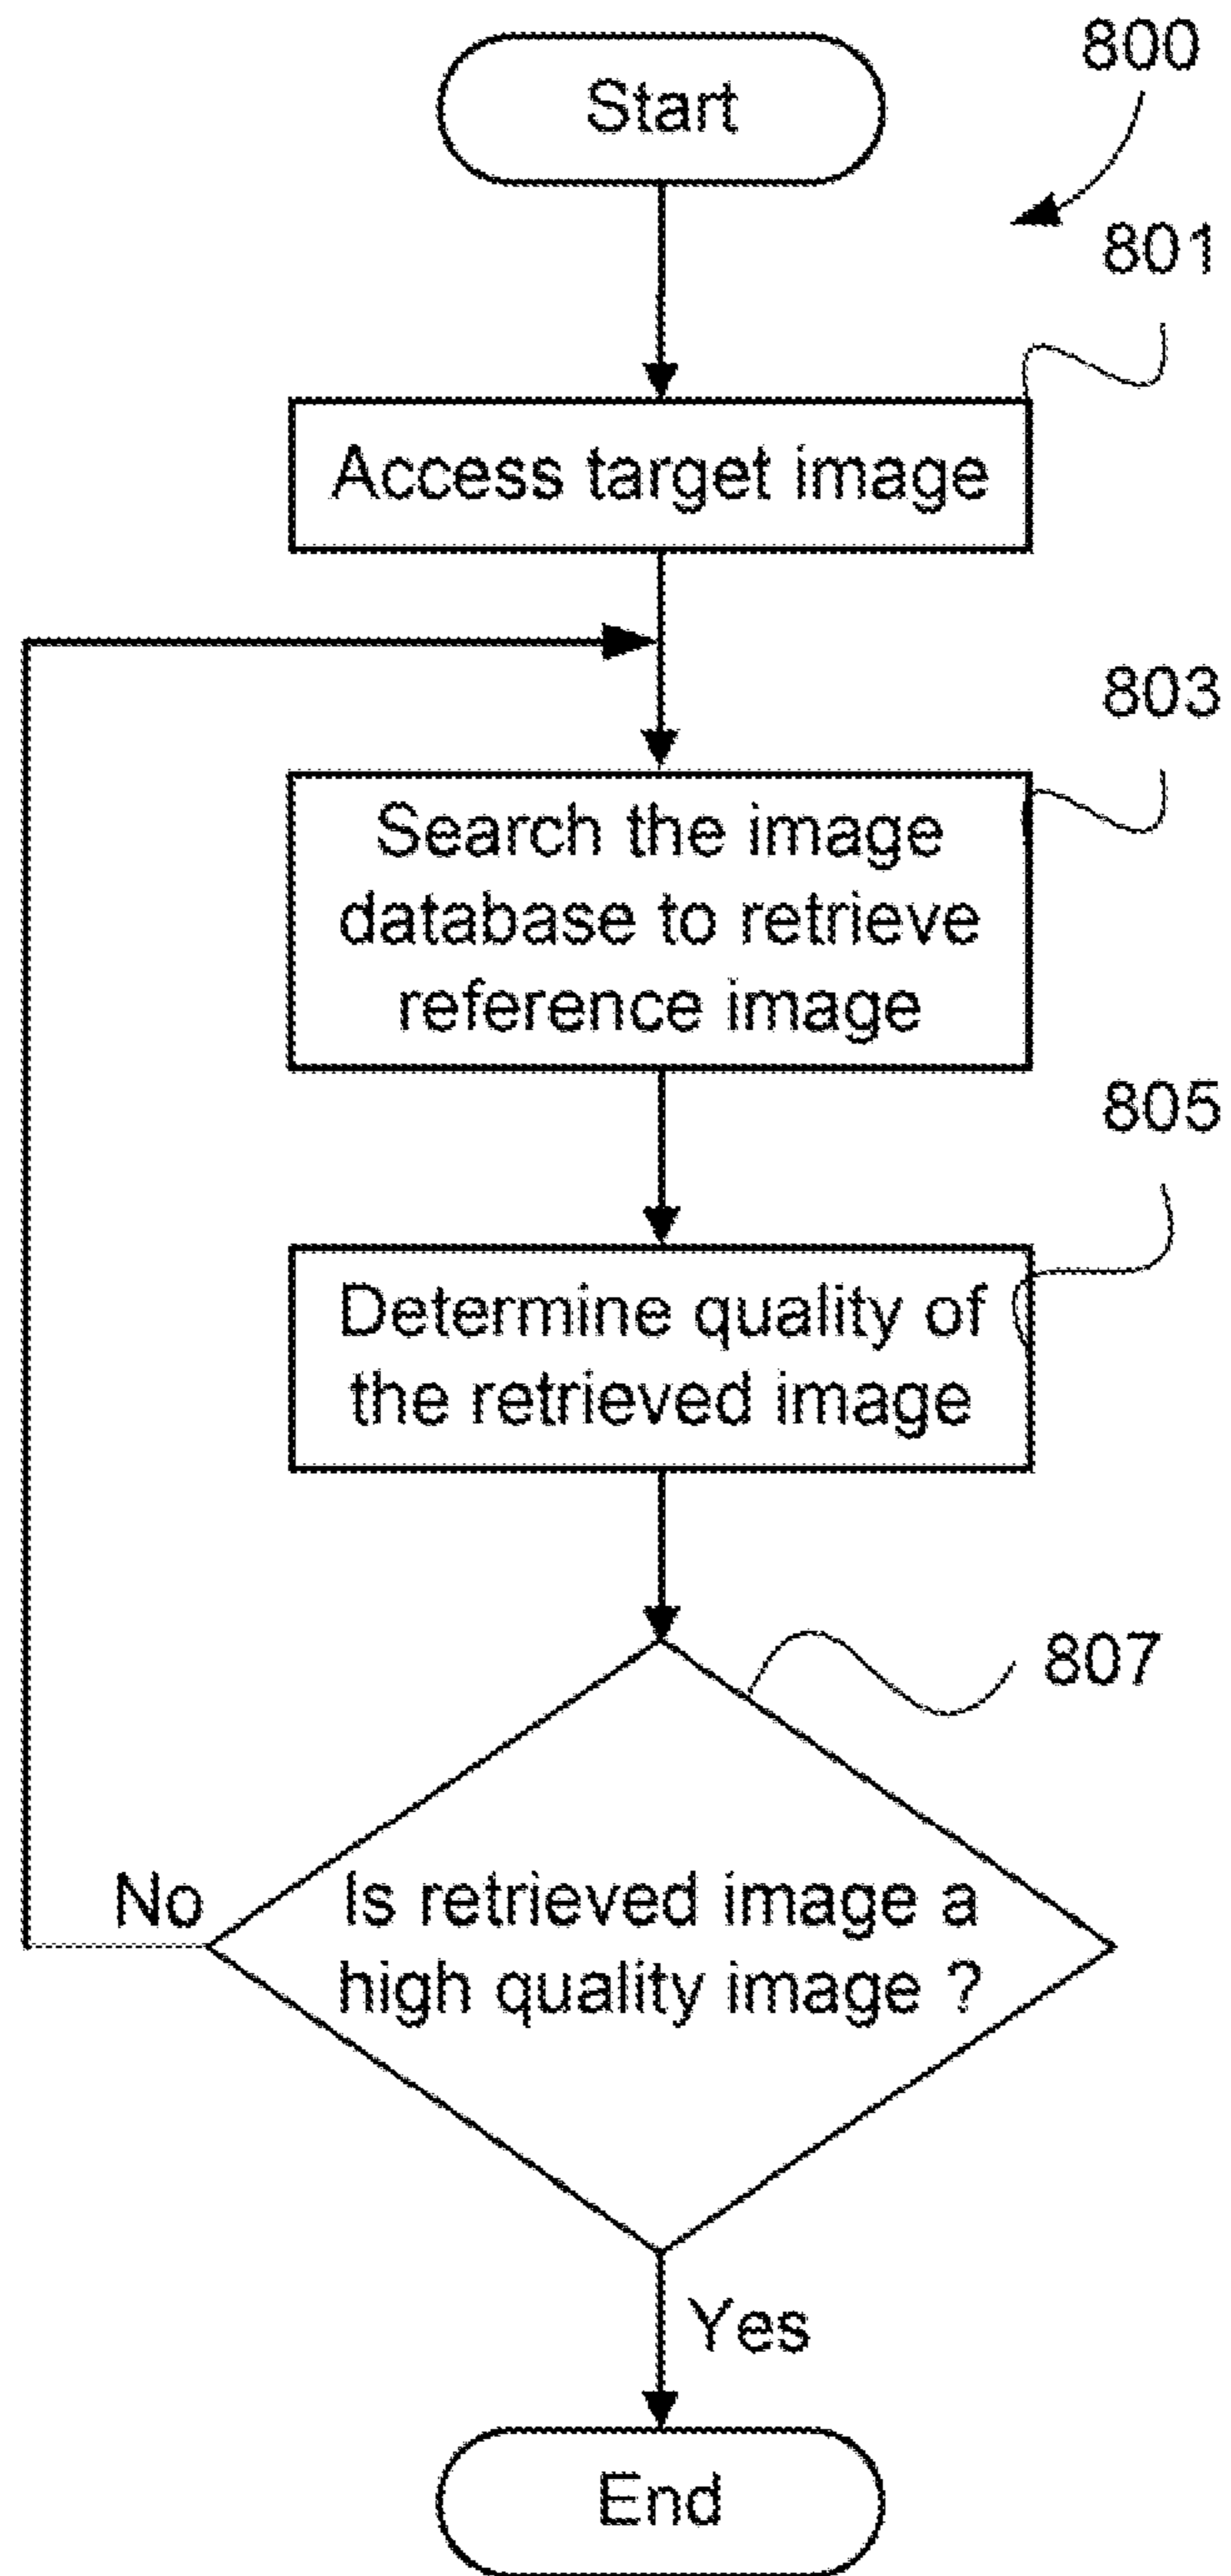 800
Start
801
Access target image
803
Search the image
database to retrieve
reference image
805
Determine quality of
the retrieved image
807
No
Is retrieved image a
high quality image ?
Yes
End